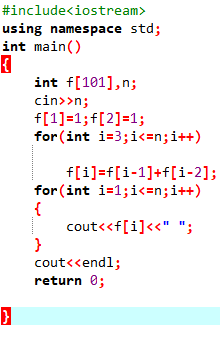 #include<iostream>
using namespace std;
int main()
{
    int f[101],n;
    cin>>n;
    f[1]=1;f[2]=1;
    for(int i=3;i<=n;i++)
        f[i]=f[i-1]+f[i-2];
    for(int i=1;i<=n;i++)
    {
        cout<<f[i]<<" ";
    }
    cout<<endl;
    return 0;
}